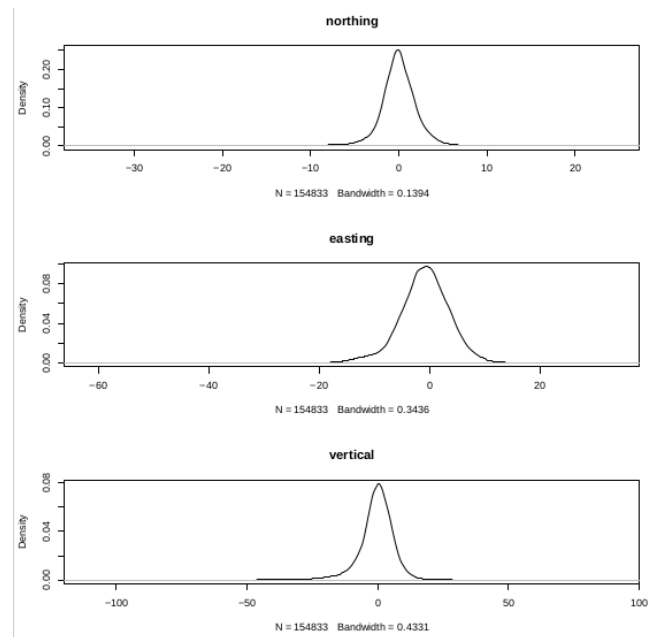 northing
Density
0.00 0.10 0.20
−30 −20 −10 0 10 20
N = 154833 Bandwidth = 0.1394
easting
Density
0.00 0.04 0.08
−60 −40 −20 0 20
N = 154833 Bandwidth = 0.3436
vertical
Density
0.00 0.04 0.08
−100 −50 0 50 100
N = 154833 Bandwidth = 0.4331